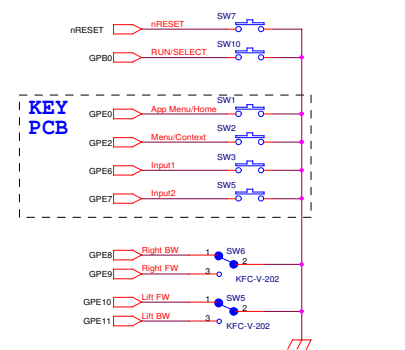 SW7
nRESET nRESET
SW10
GPB0 RUN/SELECT
KEY
PCB
SW1
GPE0 App Menu/Home
SW2
GPE2 Menu/Context
SW3
GPE6 Input1
SW5
GPE7 Input2
GPE8 Right BW 1 SW6
2
GPE9 Right FW 3
KFC-V-202
GPE10 Lift FW 1 SW5
2
GPE11 Lift BW 3
KFC-V-202